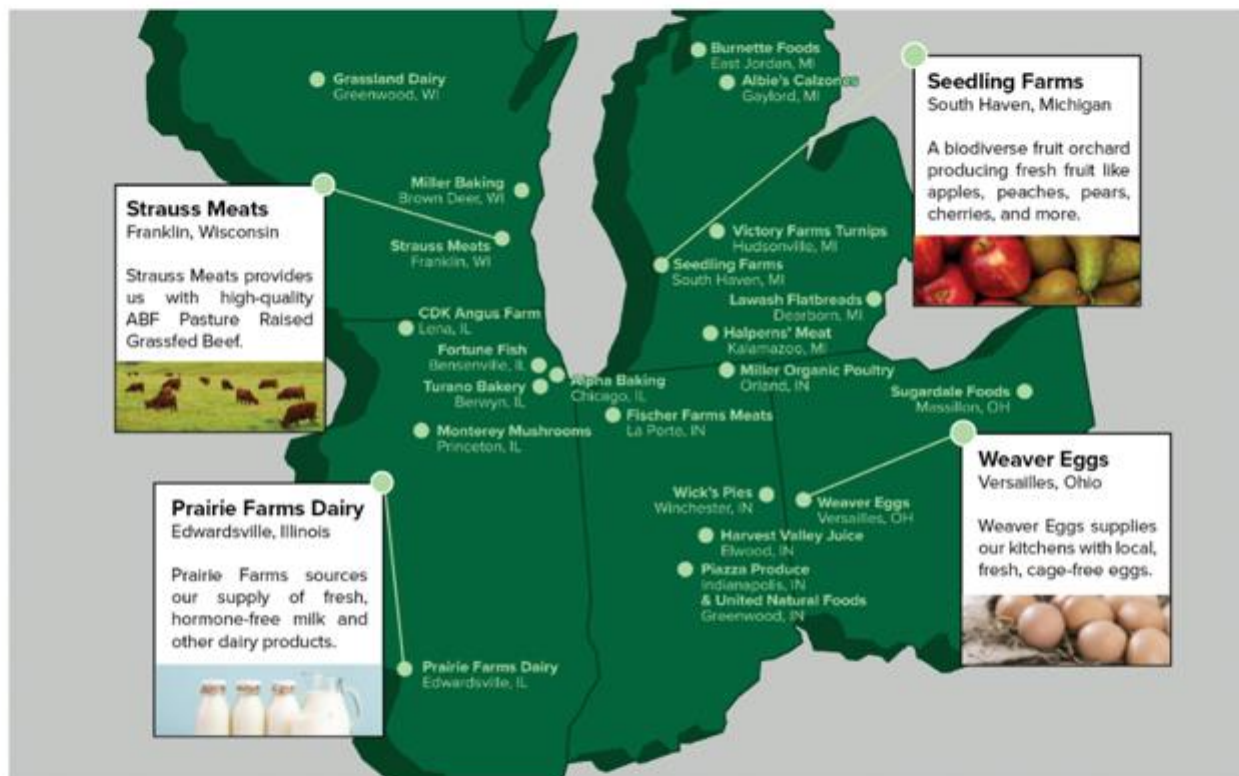 Burnette Foods
East Jordan, MI
Albie's Calzones
Gaylord, MI
Grassland Dairy
Greenwood, WI
Seedling Farms
South Haven, Michigan
A biodiverse fruit orchard
producing fresh fruit like
apples, peaches, pears,
cherries, and more.
Miller Baking
Brown Deer, WI
Strauss Meats
Franklin, Wisconsin
Strauss Meats provides
us with high-quality
ABF Pasture Raised
Grassfed Beef.
Strauss Meats
Franklin, WI
Victory Farms Turnips
Hudsonville, MI
Seedling Farms
South Haven, MI
Lawash Flatbreads
Dearborn, MI
CDK Angus Farm
Lena, IL
Halperns' Meat
Kalamazoo, MI
Fortune Fish
Bensenville, IL
Alpha Baking
Chicago, IL
Turano Bakery
Berwyn, IL
Miller Organic Poultry
Orland, IN
Sugardale Foods
Massillon, OH
Fischer Farms Meats
La Porte, IN
Monterey Mushrooms
Princeton, IL
Weaver Eggs
Versailles, Ohio
Weaver Eggs supplies
our kitchens with local,
fresh, cage-free eggs.
Prairie Farms Dairy
Edwardsville, Illinois
Prairie Farms sources
our supply of fresh,
hormone-free milk and
other dairy products.
Wick's Pies
Winchester, IN
Weaver Eggs
Versailles, OH
Harvest Valley Juice
Elwood, IN
Piazza Produce
Indianapolis, IN
& United Natural Foods
Greenwood, IN
Prairie Farms Dairy
Edwardsville, IL